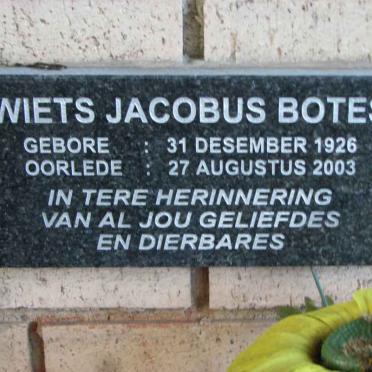 WIETS JACOBUS BOTES
GEBORE : 31 DESEMBER 1926
OORLEDE : 27 AUGUSTUS 2003
IN TERE HERINNERING
VAN AL JOU GELIEFDES
EN DIERBARES